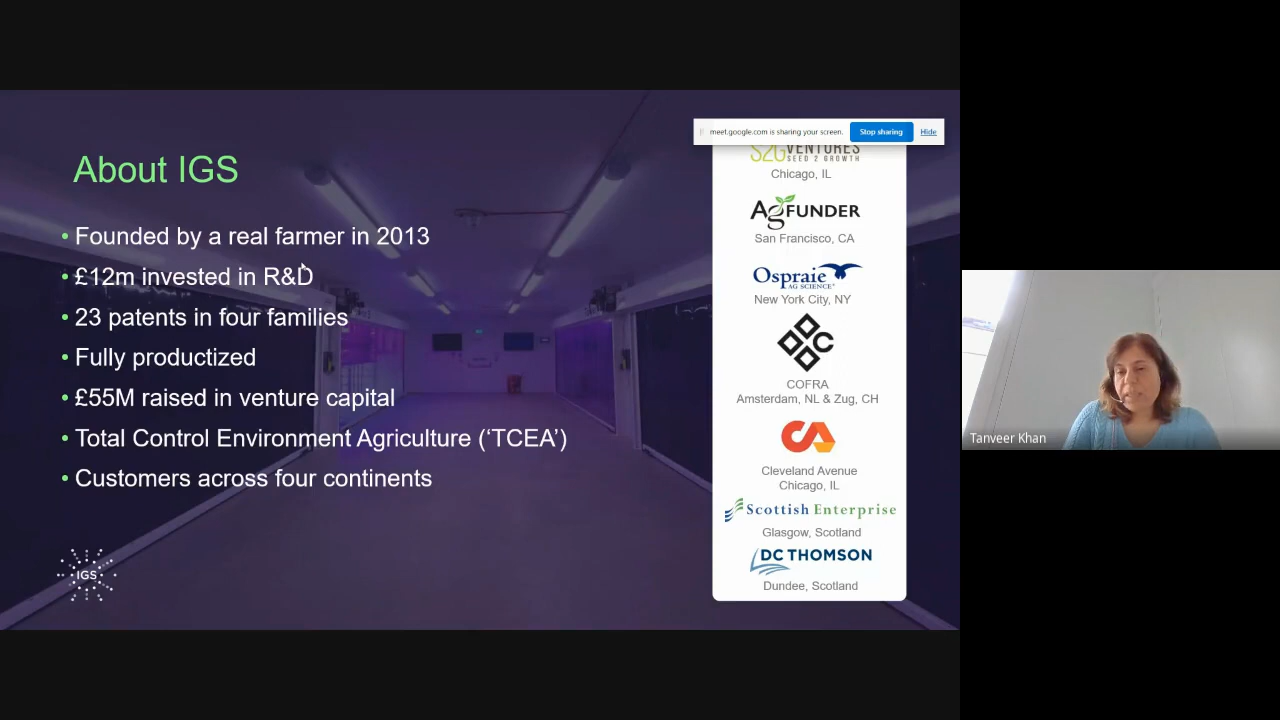 About IGS
• Founded by a real farmer in 2013
• £12m invested in R&D
• 23 patents in four families
• Fully productized
• £55M raised in venture capital
• Total Control Environment Agriculture (‘TCEA’)
• Customers across four continents
IGS
meet.google.com is sharing your screen.
Stop sharing
Hide
S2G VENTURES
SEED 2 GROWTH
Chicago, IL
AgFUNDER
San Francisco, CA
Ospraie
AG SCIENCE
New York City, NY
C
COFRA
Amsterdam, NL & Zug, CH
CA
Cleveland Avenue
Chicago, IL
Scottish Enterprise
Glasgow, Scotland
DC THOMSON
Dundee, Scotland
Tanveer Khan